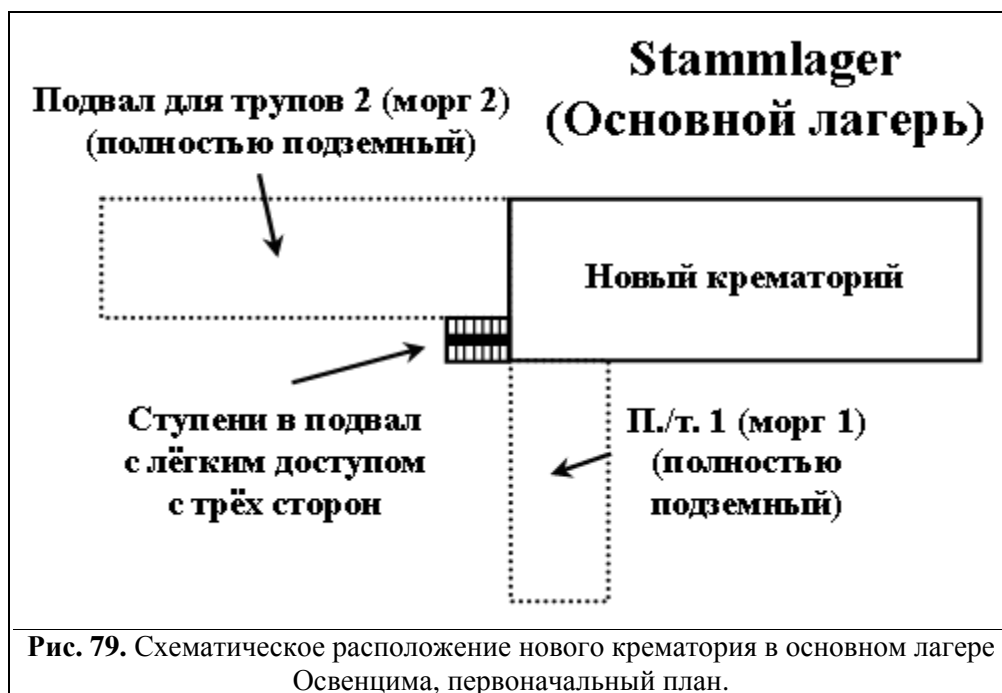 Stammlager
(Основной лагерь)
Подвал для трупов 2 (морг 2)
(полностью подземный)
Новый крематорий
Ступени в подвал
с лёгким доступом
с трёх сторон
П./т. 1 (морг 1)
(полностью
подземный)
Рис. 79. Схематическое расположение нового крематория в основном лагере
Освенцима, первоначальный план.